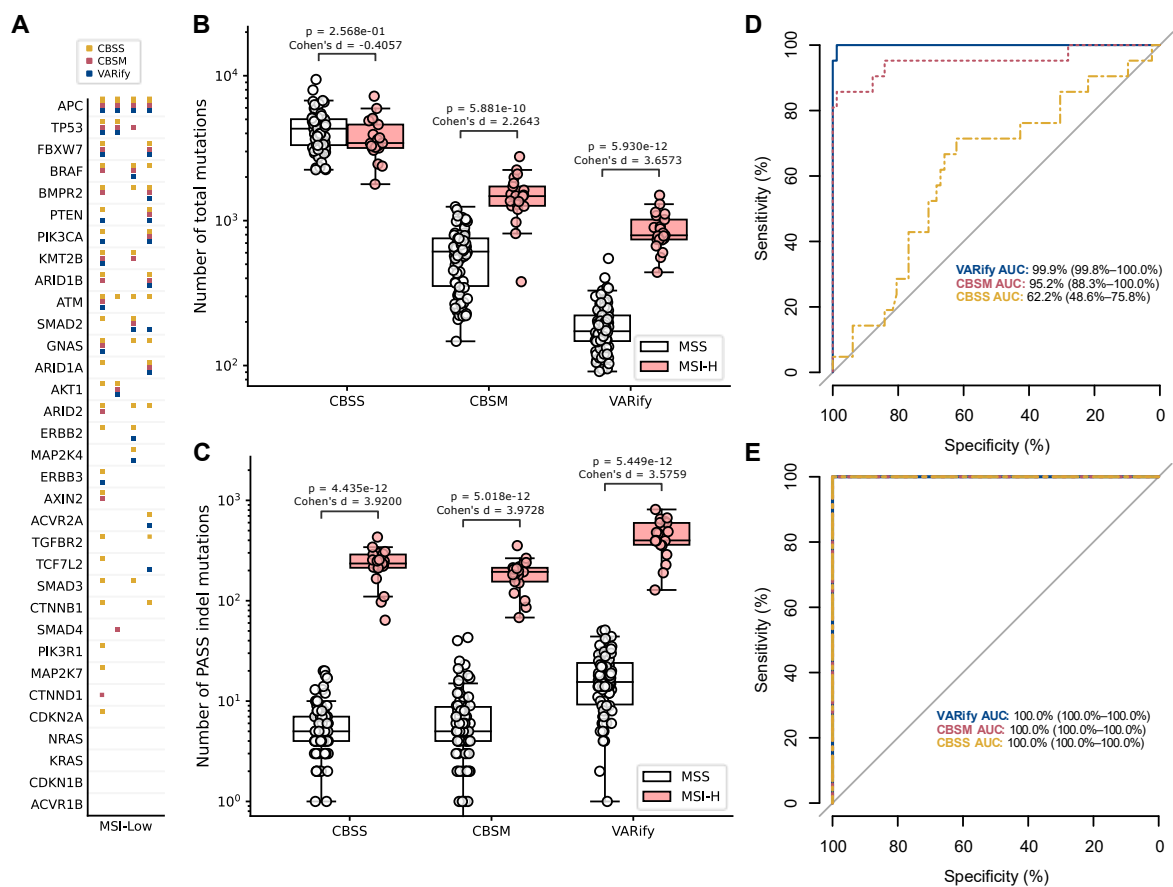 A
CBSS
CBSM
VARify
APC
TP53
FBXW7
BRAF
BMPR2
PTEN
PIK3CA
KMT2B
ARID1B
ATM
SMAD2
GNAS
ARID1A
AKT1
ARID2
ERBB2
MAP2K4
ERBB3
AXIN2
ACVR2A
TGFBR2
TCF7L2
SMAD3
CTNNB1
SMAD4
PIK3R1
MAP2K7
CTNND1
CDKN2A
NRAS
KRAS
CDKN1B
ACVR1B
MSI-Low
B
Number of total mutations
10⁴
10³
10²
p = 2.568e-01
Cohen's d = -0.4057
p = 5.881e-10
Cohen's d = 2.2643
p = 5.930e-12
Cohen's d = 3.6573
MSS
MSI-H
CBSS
CBSM
VARify
C
Number of PASS indel mutations
10³
10²
10¹
10⁰
p = 4.435e-12
Cohen's d = 3.9200
p = 5.018e-12
Cohen's d = 3.9728
p = 5.449e-12
Cohen's d = 3.5759
MSS
MSI-H
CBSS
CBSM
VARify
D
Sensitivity (%)
100
80
60
40
20
0
VARify AUC: 99.9% (99.8%–100.0%)
CBSM AUC: 95.2% (88.3%–100.0%)
CBSS AUC: 62.2% (48.6%–75.8%)
100
80
60
40
20
0
Specificity (%)
E
Sensitivity (%)
100
80
60
40
20
0
VARify AUC: 100.0% (100.0%–100.0%)
CBSM AUC: 100.0% (100.0%–100.0%)
CBSS AUC: 100.0% (100.0%–100.0%)
100
80
60
40
20
0
Specificity (%)